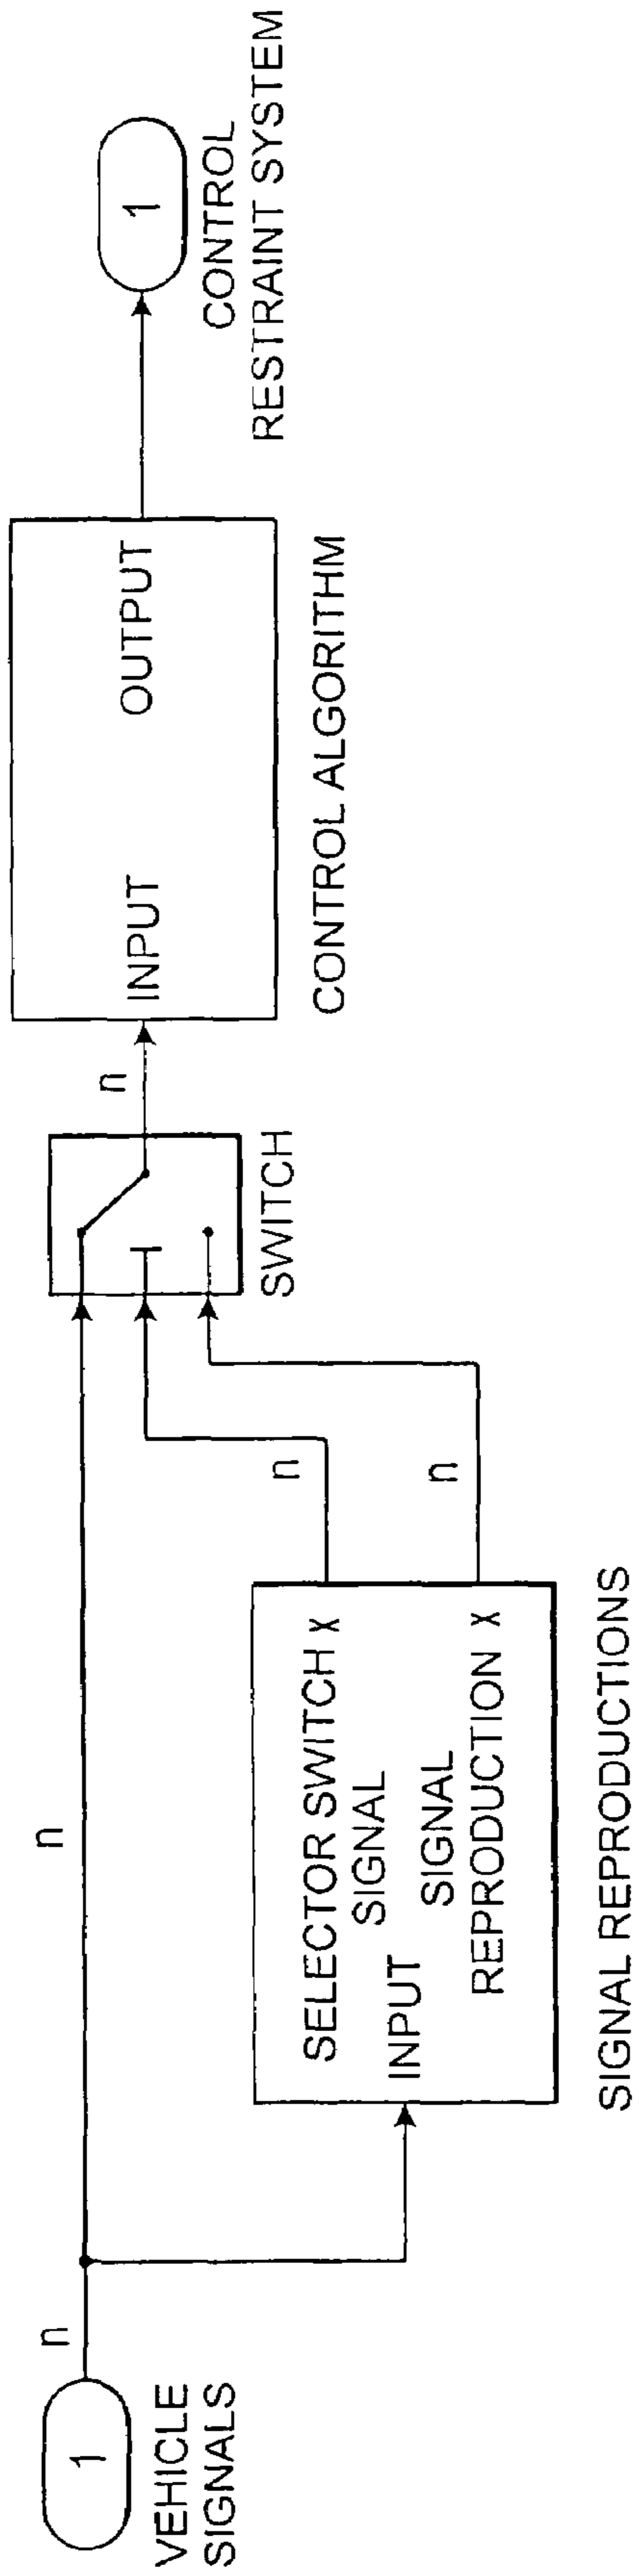 1
VEHICLE
SIGNALS
n
n
SELECTOR SWITCH X
SIGNAL
INPUT
SIGNAL
REPRODUCTION X
SIGNAL REPRODUCTIONS
n
n
SWITCH
n
INPUT
OUTPUT
CONTROL ALGORITHM
1
CONTROL
RESTRAINT SYSTEM